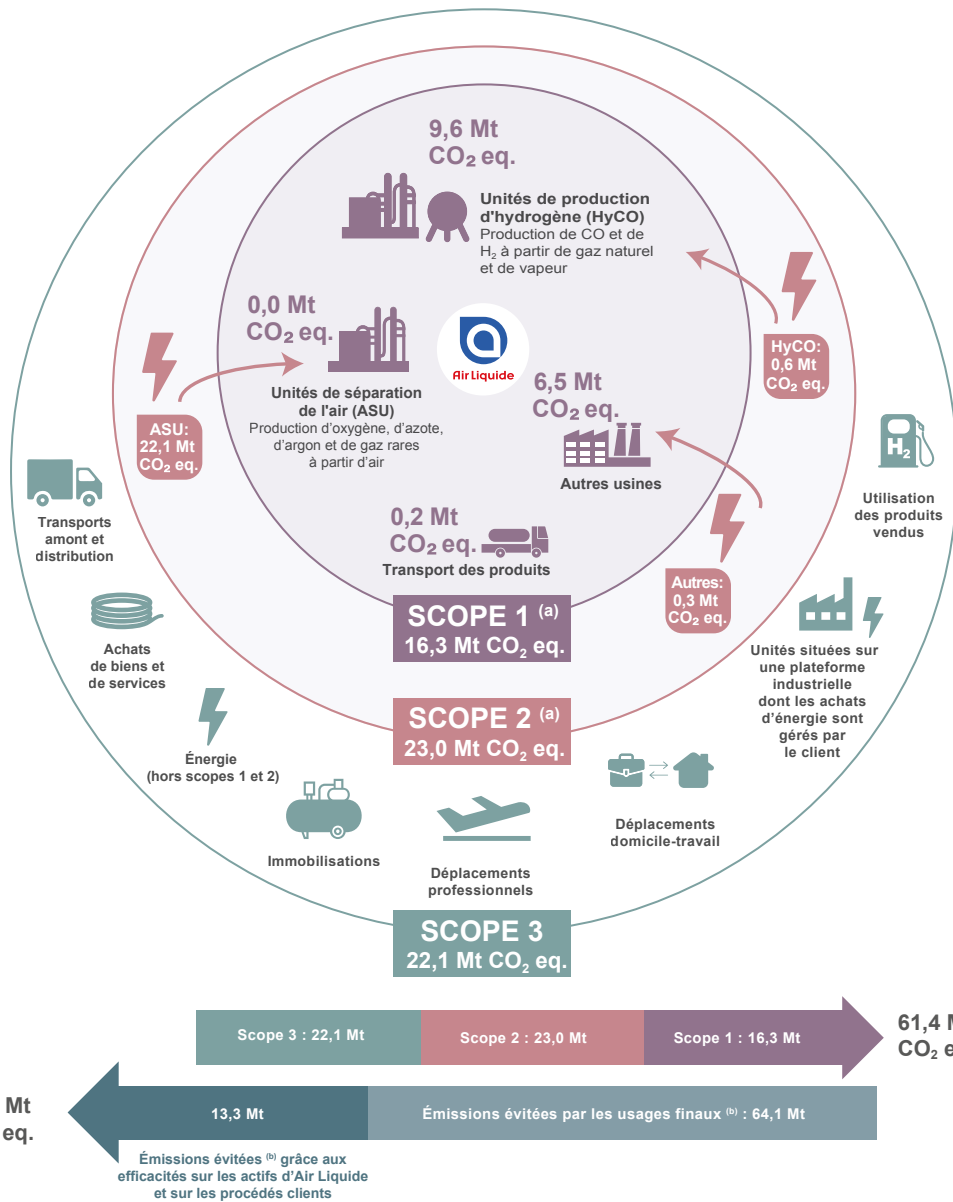 9,6 Mt
CO₂ eq.
Unités de production
d'hydrogène (HyCO)
Production de CO et de
H₂ à partir de gaz naturel
et de vapeur
0,0 Mt
CO₂ eq.
Air Liquide
Unités de séparation
de l'air (ASU)
Production d'oxygène, d'azote,
d'argon et de gaz rares
à partir d'air
HyCO:
0,6 Mt
CO₂ eq.
6,5 Mt
CO₂ eq.
Autres usines
ASU:
22,1 Mt
CO₂ eq.
H₂
Utilisation
des produits
vendus
Transports
amont et
distribution
0,2 Mt
CO₂ eq.
Transport des produits
Autres:
0,3 Mt
CO₂ eq.
SCOPE 1 (a)
16,3 Mt CO₂ eq.
Achats
de biens et
de services
Unités situées sur
une plateforme
industrielle
dont les achats
d'énergie sont
gérés par
le client
SCOPE 2 (a)
23,0 Mt CO₂ eq.
Énergie
(hors scopes 1 et 2)
Immobilisations
Déplacements
professionnels
Déplacements
domicile-travail
SCOPE 3
22,1 Mt CO₂ eq.
Scope 3 : 22,1 Mt
Scope 2 : 23,0 Mt
Scope 1 : 16,3 Mt
61,4 M
CO₂ e
Mt
eq.
13,3 Mt
Émissions évitées par les usages finaux (b) : 64,1 Mt
Émissions évitées (b) grâce aux
efficacités sur les actifs d'Air Liquide
et sur les procédés clients